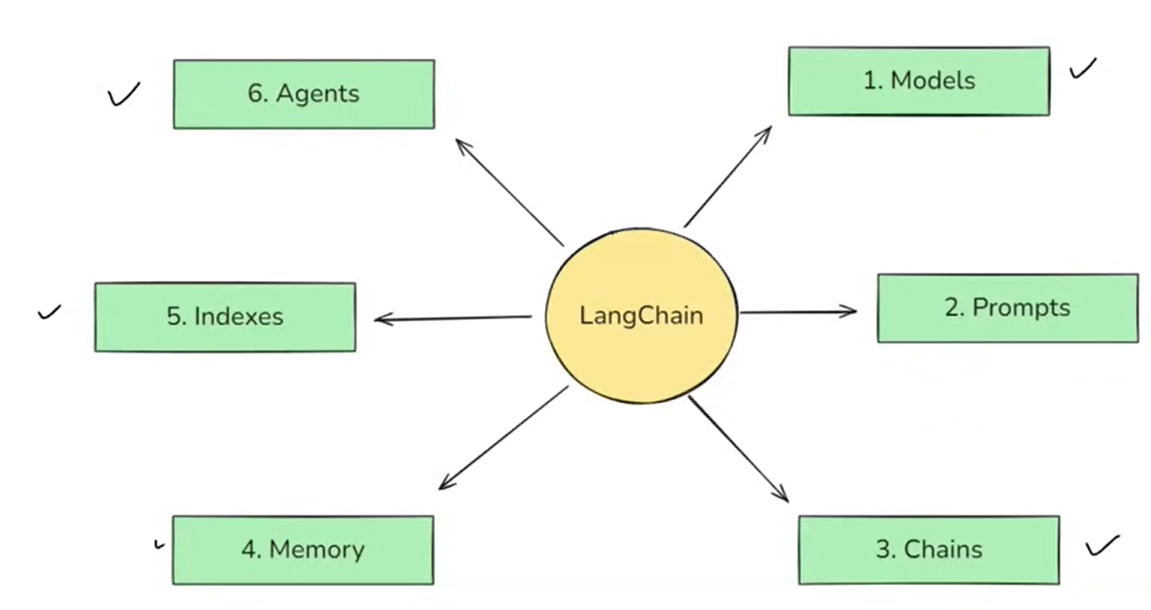 6. Agents
1. Models
5. Indexes
LangChain
2. Prompts
4. Memory
3. Chains